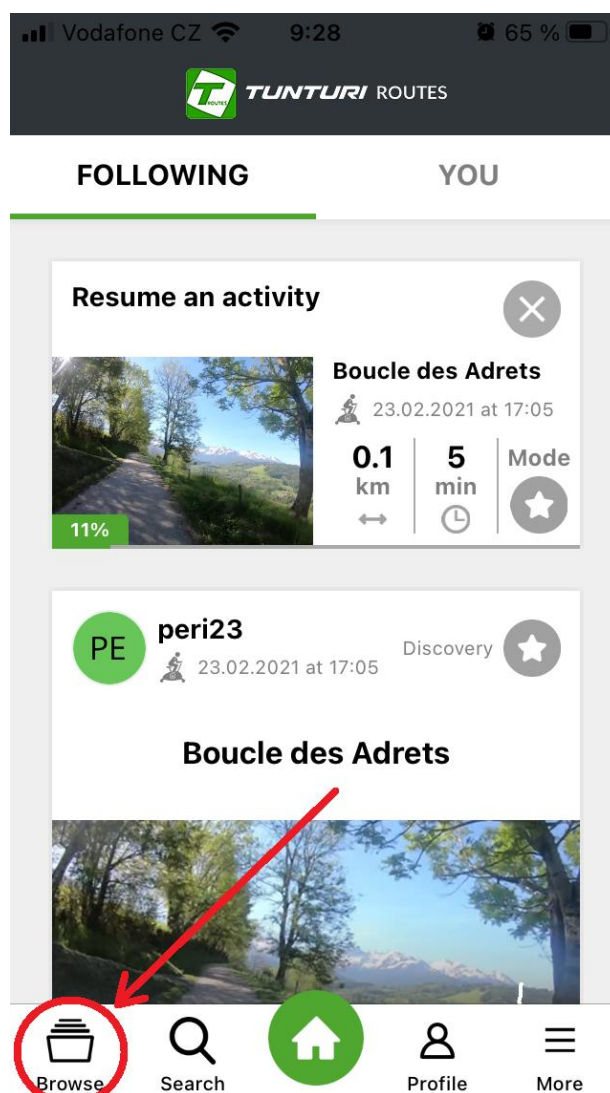 Vodafone CZ 9:28 65 %
T ROUTES TUNTURI ROUTES
FOLLOWING YOU
Resume an activity
Boucle des Adrets
23.02.2021 at 17:05
0.1 5 Mode
km min
11%
PE peri23 Discovery
23.02.2021 at 17:05
Boucle des Adrets
Browse Search Profile More